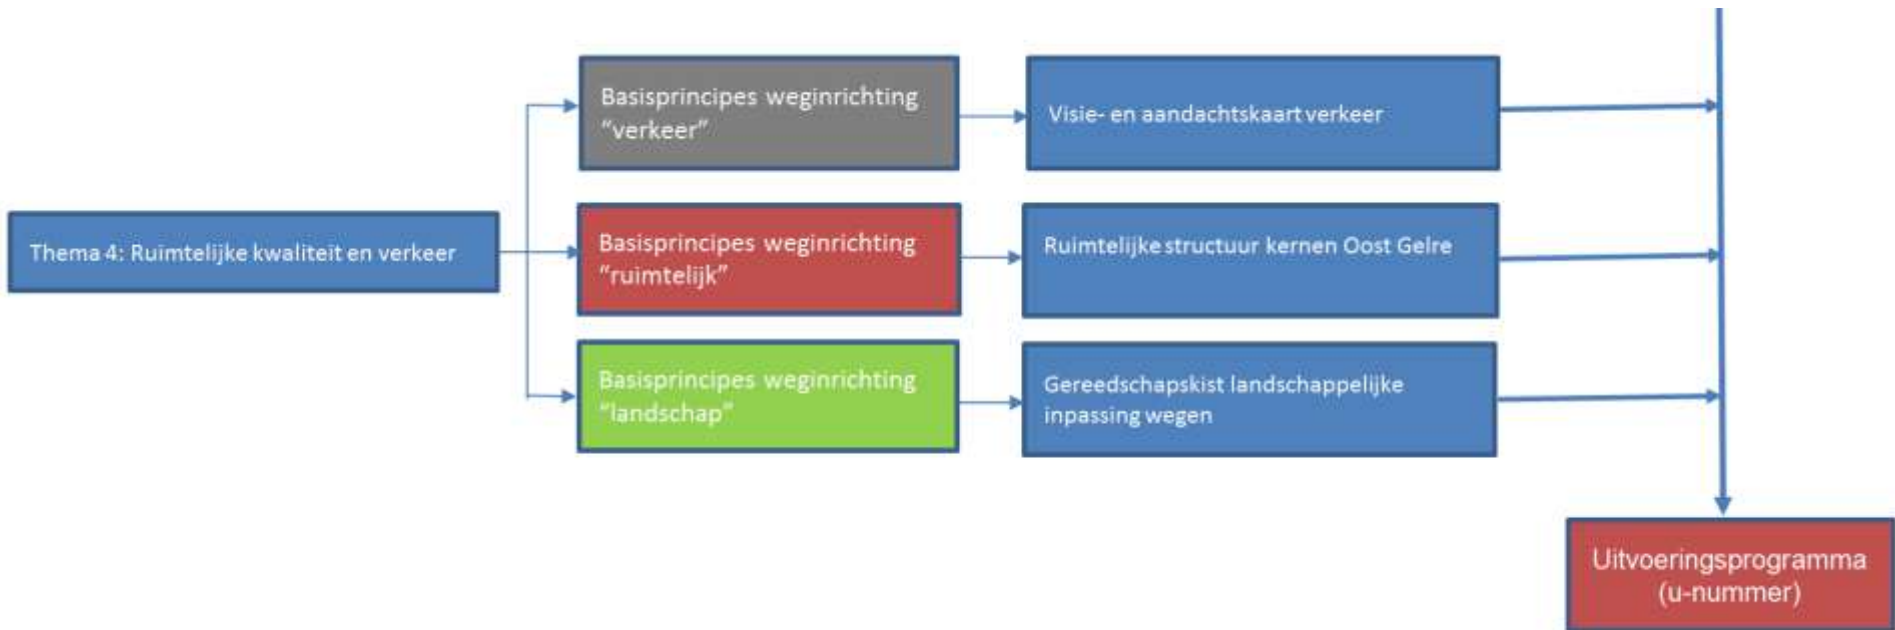 Basisprincipes weginrichting
“verkeer”
Visie- en aandachtskaart verkeer
Thema 4: Ruimtelijke kwaliteit en verkeer
Basisprincipes weginrichting
“ruimtelijk”
Ruimtelijke structuur kernen Oost Gelre
Basisprincipes weginrichting
“landschap”
Gereedschapskist landschappelijke
inpassing wegen
Uitvoeringsprogramma
(u-nummer)